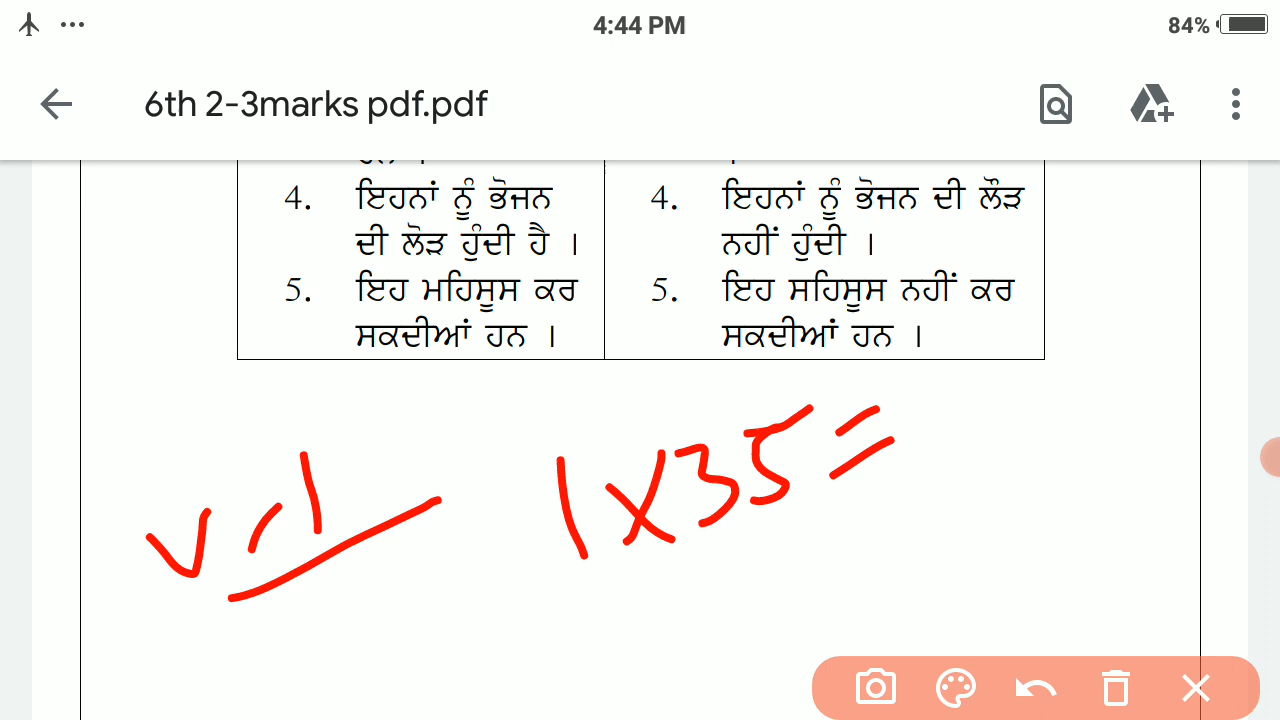 4:44 PM
84%
6th 2-3marks pdf.pdf
4. ਇਹਨਾਂ ਨੂੰ ਭੋਜਨ
ਦੀ ਲੋੜ ਹੁੰਦੀ ਹੈ ।
5. ਇਹ ਮਹਿਸੂਸ ਕਰ
ਸਕਦੀਆਂ ਹਨ ।
4. ਇਹਨਾਂ ਨੂੰ ਭੋਜਨ ਦੀ ਲੌੜ
ਨਹੀਂ ਹੁੰਦੀ ।
5. ਇਹ ਸਹਿਸੂਸ ਨਹੀਂ ਕਰ
ਸਕਦੀਆਂ ਹਨ ।
1x35=